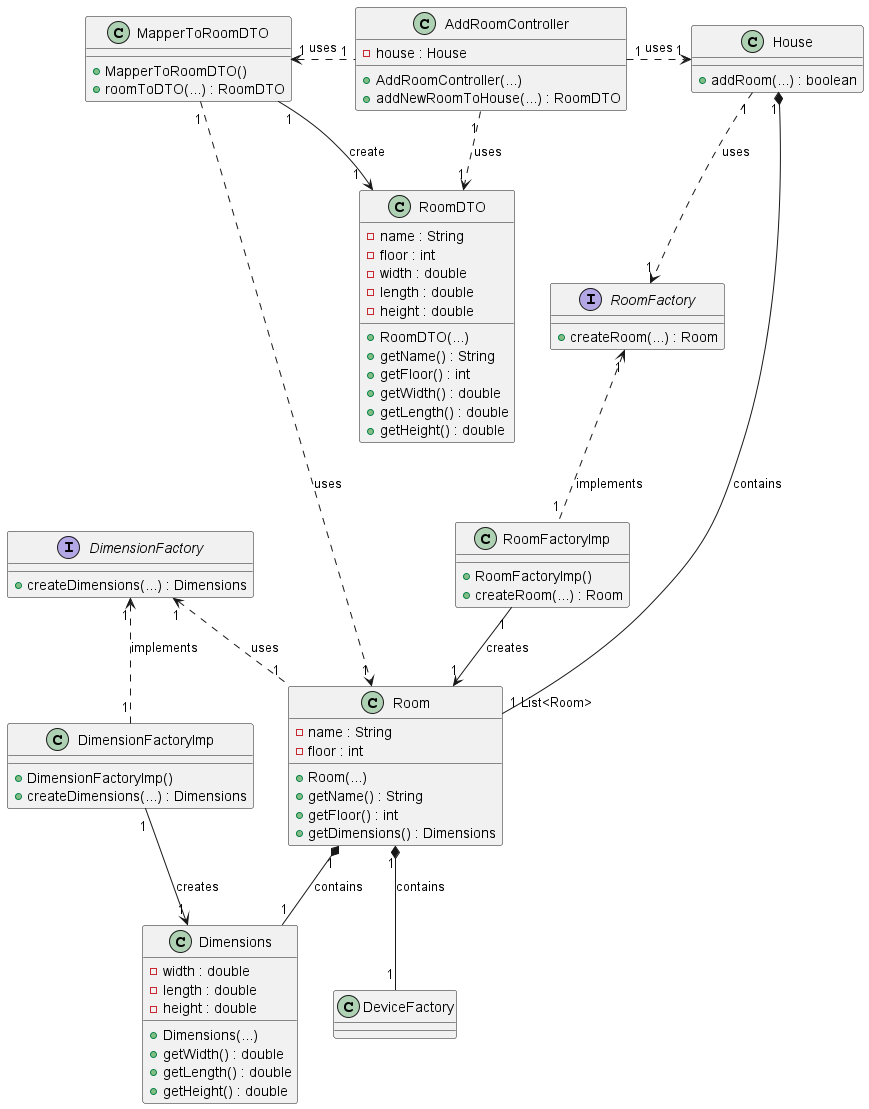 C MapperToRoomDTO
+ MapperToRoomDTO()
+ roomToDTO(...) : RoomDTO
1 uses 1
C AddRoomController
house : House
AddRoomController(...)
addNewRoomToHouse(...) : RoomDTO
1 uses 1
C House
addRoom(...) : boolean
1
1
1
create
1
1
uses
1
1
uses
1
1
C RoomDTO
name : String
floor : int
width : double
length : double
height : double
RoomDTO(...)
getName() : String
getFloor() : int
getWidth() : double
getLength() : double
getHeight() : double
I RoomFactory
createRoom(...) : Room
1
implements
1
uses
1
contains
1 List<Room>
C RoomFactoryImp
RoomFactoryImp()
createRoom(...) : Room
1
creates
1
I DimensionFactory
createDimensions(...) : Dimensions
1
implements
1
1
uses
1
C Room
name : String
floor : int
Room(...)
getName() : String
getFloor() : int
getDimensions() : Dimensions
C DimensionFactoryImp
DimensionFactoryImp()
createDimensions(...) : Dimensions
1
creates
1
1
contains
1
1
contains
1
C Dimensions
width : double
length : double
height : double
Dimensions(...)
getWidth() : double
getLength() : double
getHeight() : double
C DeviceFactory